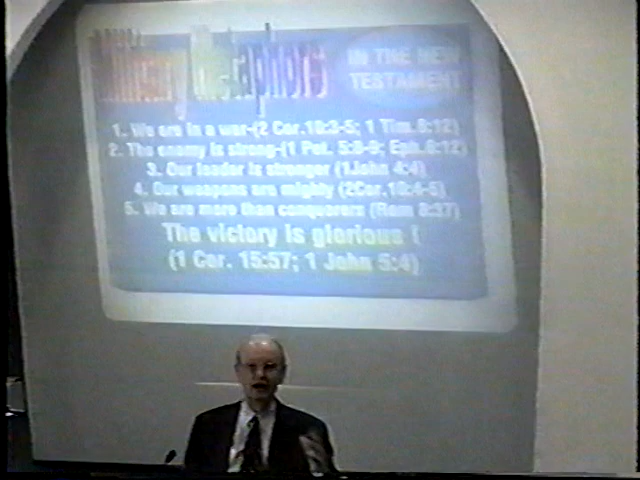 Military Metaphors
IN THE NEW
TESTAMENT
1. We are in a war-(2 Cor.10:3-5; 1 Tim.6:12)
2. The enemy is strong-(1 Pet. 5:8-9; Eph.6:12)
3. Our leader is stronger (1John 4:4)
4. Our weapons are mighty (2Cor.10:4-5)
5. We are more than conquerors (Rom 8:37)
The victory is glorious !
(1 Cor. 15:57; 1 John 5:4)